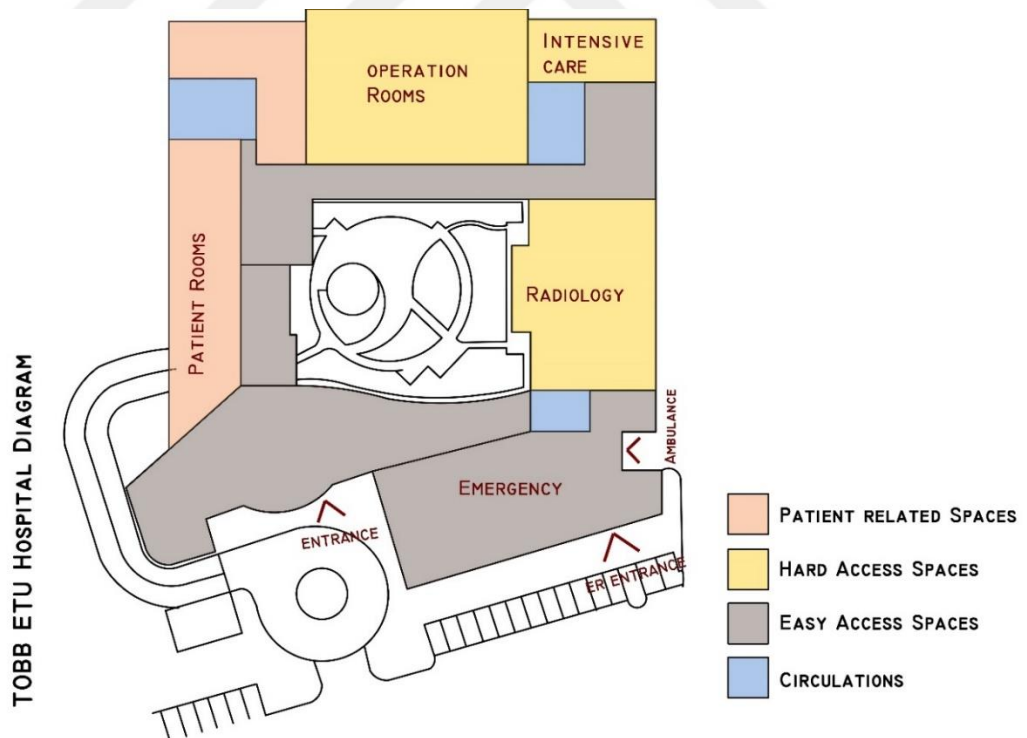 TOBB ETU HOSPITAL DIAGRAM
OPERATION
ROOMS
INTENSIVE
CARE
PATIENT ROOMS
RADIOLOGY
AMBULANCE
EMERGENCY
ENTRANCE
ER ENTRANCE
PATIENT RELATED SPACES
HARD ACCESS SPACES
EASY ACCESS SPACES
CIRCULATIONS